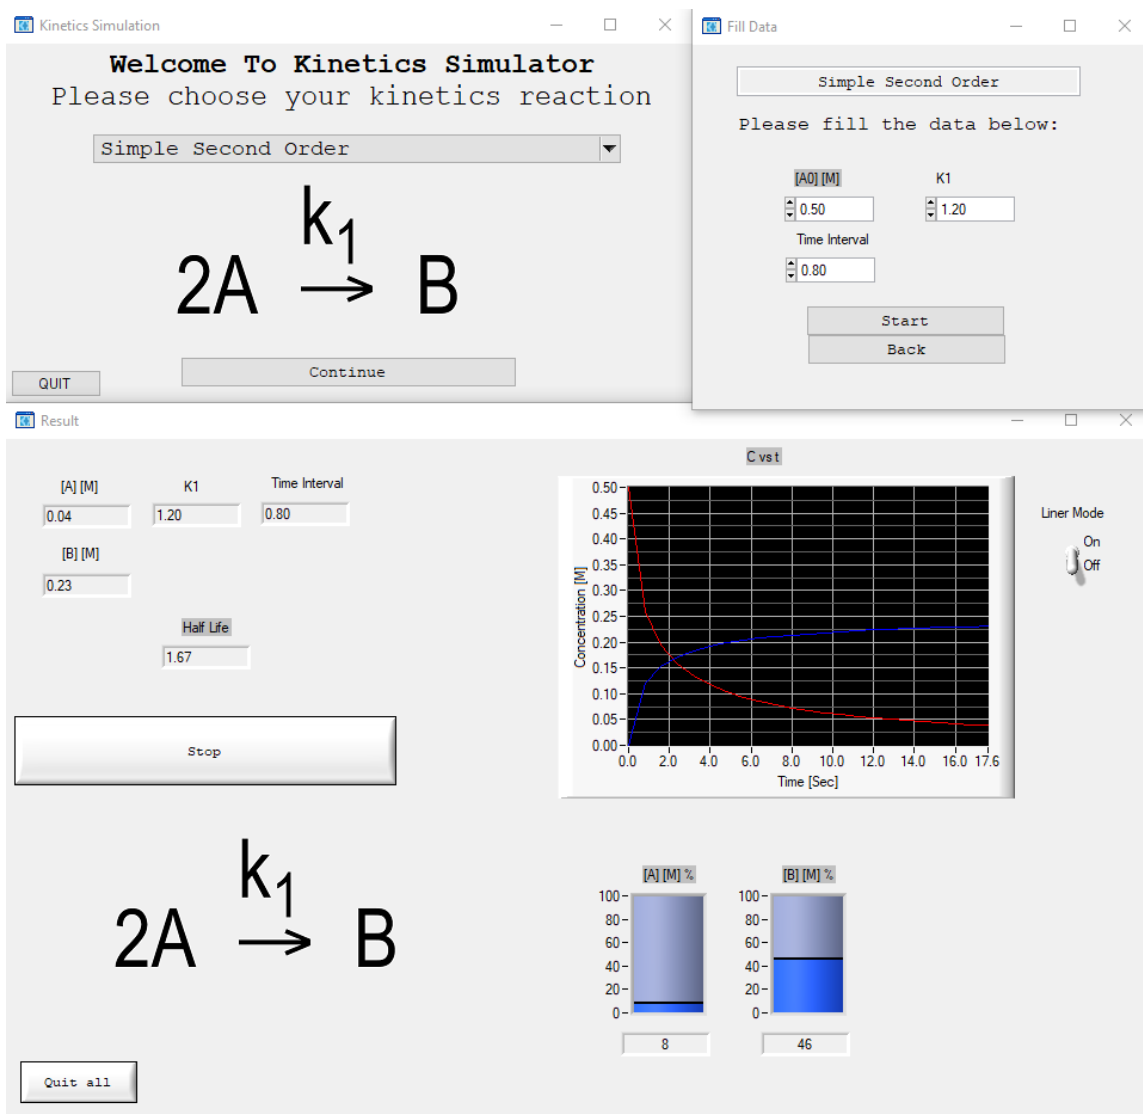 Kinetics Simulation
Welcome To Kinetics Simulator
Please choose your kinetics reaction
Simple Second Order
k1
2A → B
Continue
QUIT
Fill Data
Simple Second Order
Please fill the data below:
[A0] [M] K1
0.50 1.20
Time Interval
0.80
Start
Back
Result
[A] [M] K1 Time Interval
0.04 1.20 0.80
[B] [M]
0.23
Half Life
1.67
Stop
k1
2A → B
Quit all
C vs t
Concentration [M]
0.50
0.45
0.40
0.35
0.30
0.25
0.20
0.15
0.10
0.05
0.00
0.0 2.0 4.0 6.0 8.0 10.0 12.0 14.0 16.0 17.6
Time [Sec]
Liner Mode
On
Off
[A] [M] %
100
80
60
40
20
0
8
[B] [M] %
100
80
60
40
20
0
46